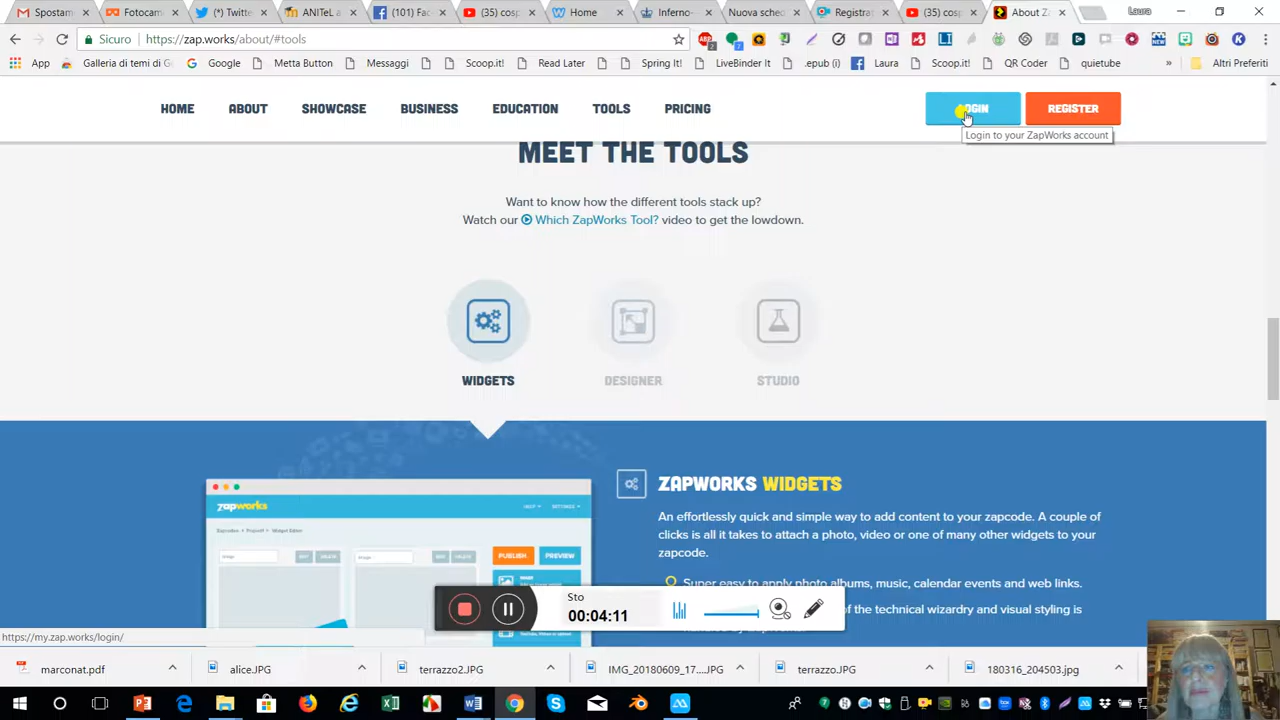 Spostam
Fotocam
(*) Twitte
ANITeL a
(101) Fac
(35) cosp
Home
Inferno-
Nuova sched
Registraz
(35) cosp
About Za
Laura
Sicuro https://zap.works/about/#tools
App Galleria di temi di G Google Metta Button Messaggi Scoop.it! Read Later Spring It! LiveBinder It .epub (i) Laura Scoop.it! QR Coder quietube » Altri Preferiti
HOME ABOUT SHOWCASE BUSINESS EDUCATION TOOLS PRICING LOGIN REGISTER
Login to your ZapWorks account
MEET THE TOOLS
Want to know how the different tools stack up?
Watch our Which ZapWorks Tool? video to get the lowdown.
WIDGETS DESIGNER STUDIO
ZAPWORKS WIDGETS
An effortlessly quick and simple way to add content to your zapcode. A couple of
clicks is all it takes to attach a photo, video or one of many other widgets to your
zapcode.
Super easy to apply photo albums, music, calendar events and web links.
of the technical wizardry and visual styling is
zapworks
HELP SETTINGS
PUBLISH PREVIEW
Sto
00:04:11
https://my.zap.works/login/
marconat.pdf alice.JPG terrazzo2.JPG IMG_20180609_17....JPG terrazzo.JPG 180316_204503.jpg